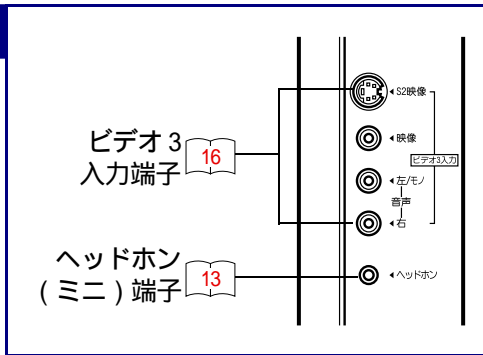 ビデオ 3
入力端子
16
ヘッドホン
( ミニ ) 端子
13
◀S2映像
◀映像
ビデオ3入力
◀左/モノ
音声
◀右
◀ヘッドホン